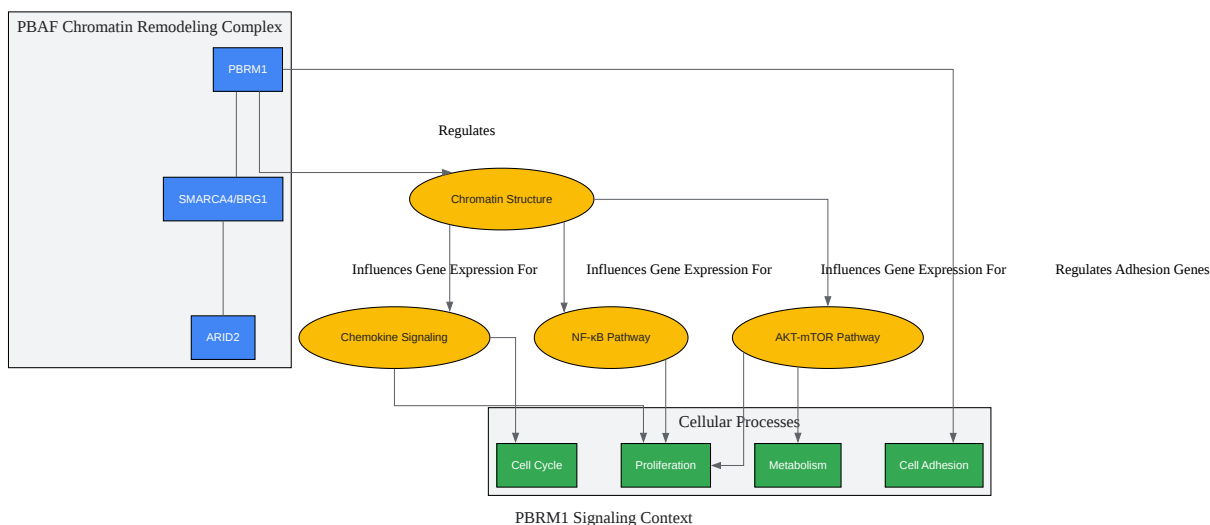 PBAF Chromatin Remodeling Complex
PBRM1
Regulates
SMARCA4/BRG1
Chromatin Structure
Influences Gene Expression For
Influences Gene Expression For
Influences Gene Expression For
Regulates Adhesion Genes
ARID2
Chemokine Signaling
NF-κB Pathway
AKT-mTOR Pathway
Cellular Processes
Cell Cycle
Proliferation
Metabolism
Cell Adhesion
PBRM1 Signaling Context